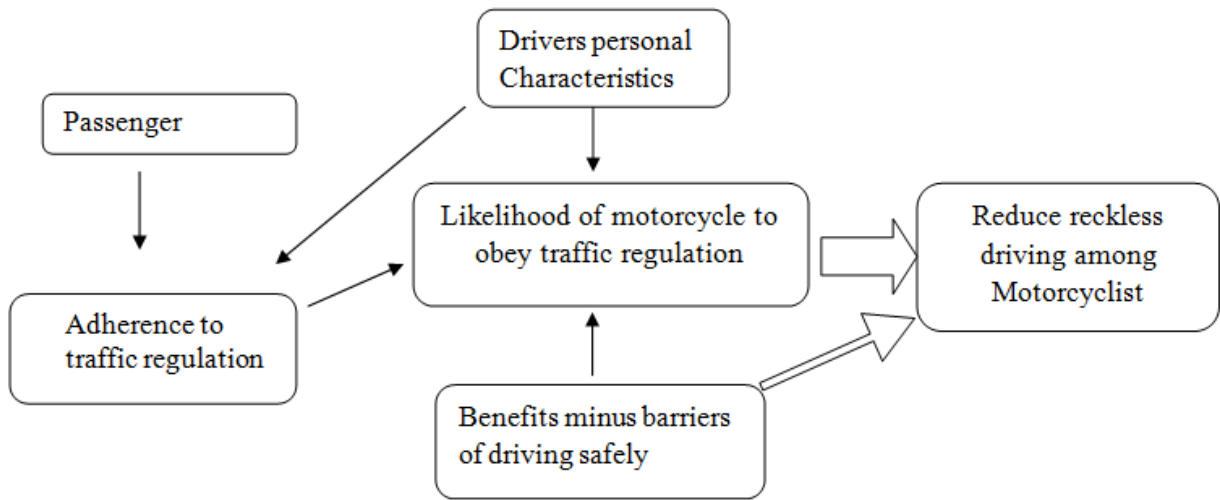 Drivers personal
Characteristics
Passenger
Likelihood of motorcycle to
obey traffic regulation
Reduce reckless
driving among
Motorcyclist
Adherence to
traffic regulation
Benefits minus barriers
of driving safely